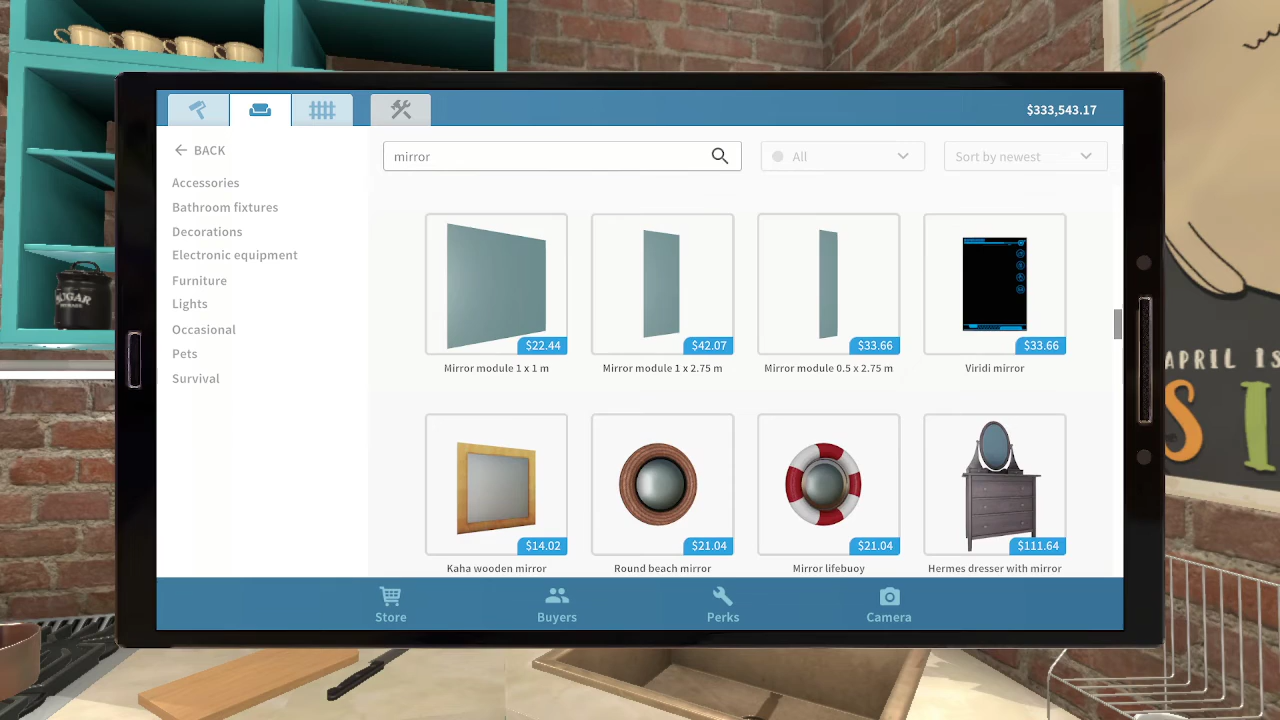 $333,543.17
BACK
mirror
All
Sort by newest
Accessories
Bathroom fixtures
Decorations
Electronic equipment
Furniture
Lights
Occasional
Pets
Survival
$22.44
$42.07
$33.66
$33.66
Mirror module 1 x 1 m
Mirror module 1 x 2.75 m
Mirror module 0.5 x 2.75 m
Viridi mirror
$14.02
$21.04
$21.04
$111.64
Kaha wooden mirror
Round beach mirror
Mirror lifebuoy
Hermes dresser with mirror
Store
Buyers
Perks
Camera
SUGAR
APRIL IS
SI